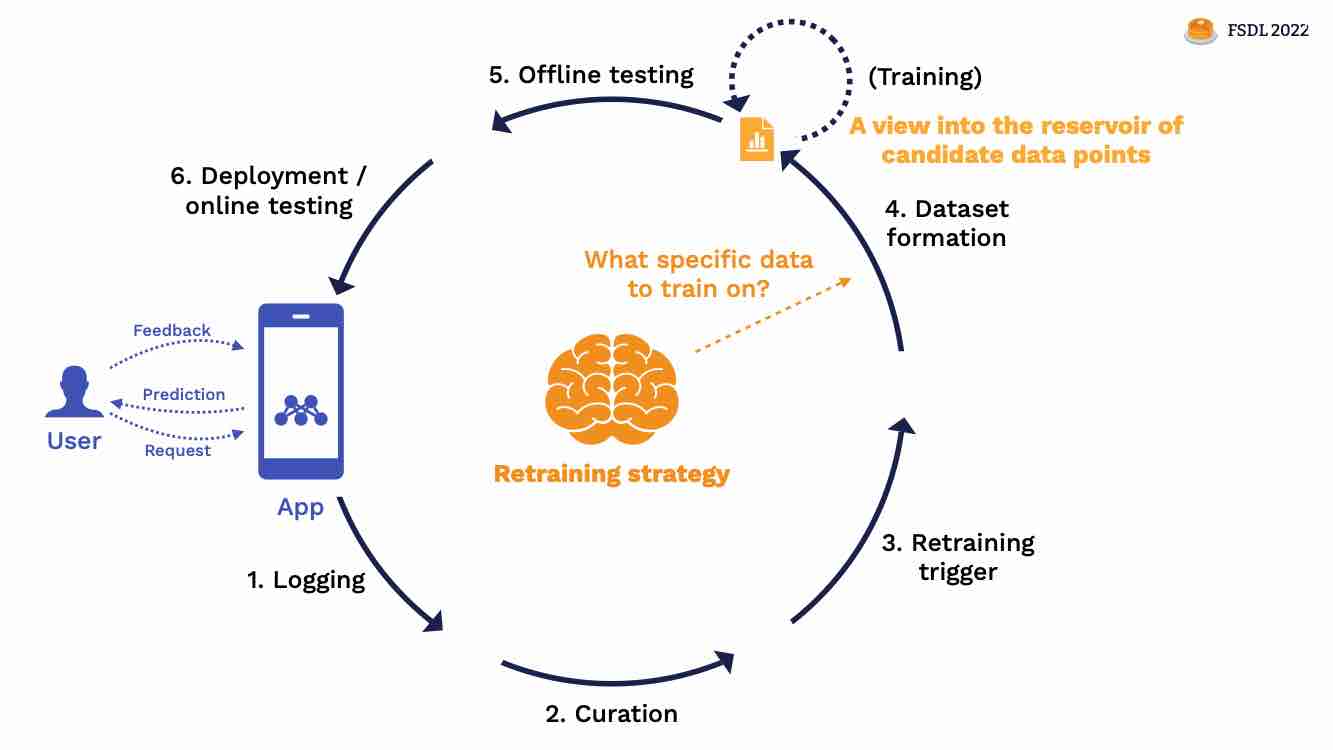 FSDL 2022
5. Offline testing
(Training)
A view into the reservoir of
candidate data points
6. Deployment /
online testing
4. Dataset
formation
What specific data
to train on?
Feedback
Prediction
Request
User
Retraining strategy
App
3. Retraining
trigger
1. Logging
2. Curation